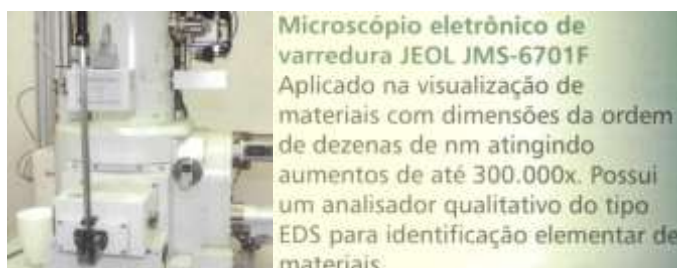 Microscópio eletrônico de
varredura JEOL JMS-6701F
Aplicado na visualização de
materiais com dimensões da ordem
de dezenas de nm atingindo
aumentos de até 300.000x. Possui
um analisador qualitativo do tipo
EDS para identificação elementar de
materiais